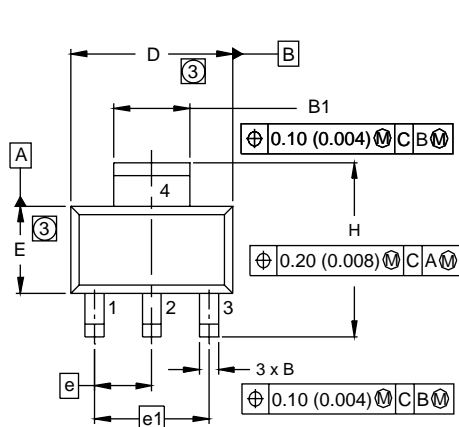 D
B
3
B1
⌖ 0.10 (0.004) Ⓜ C B Ⓜ
A
4
3
E
H
⌖ 0.20 (0.008) Ⓜ C A Ⓜ
1
2
3
e
3 x B
e1
⌖ 0.10 (0.004) Ⓜ C B Ⓜ